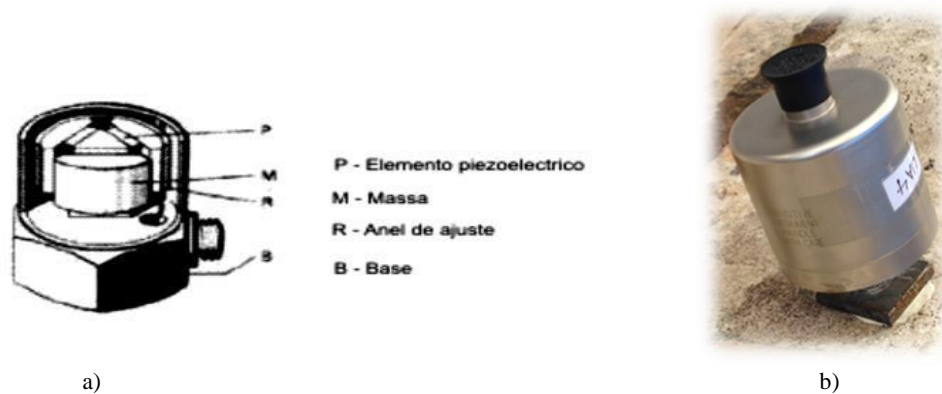 P
M
R
B
P - Elemento piezoelectrico
M - Massa
R - Anel de ajuste
B - Base
a)
b)